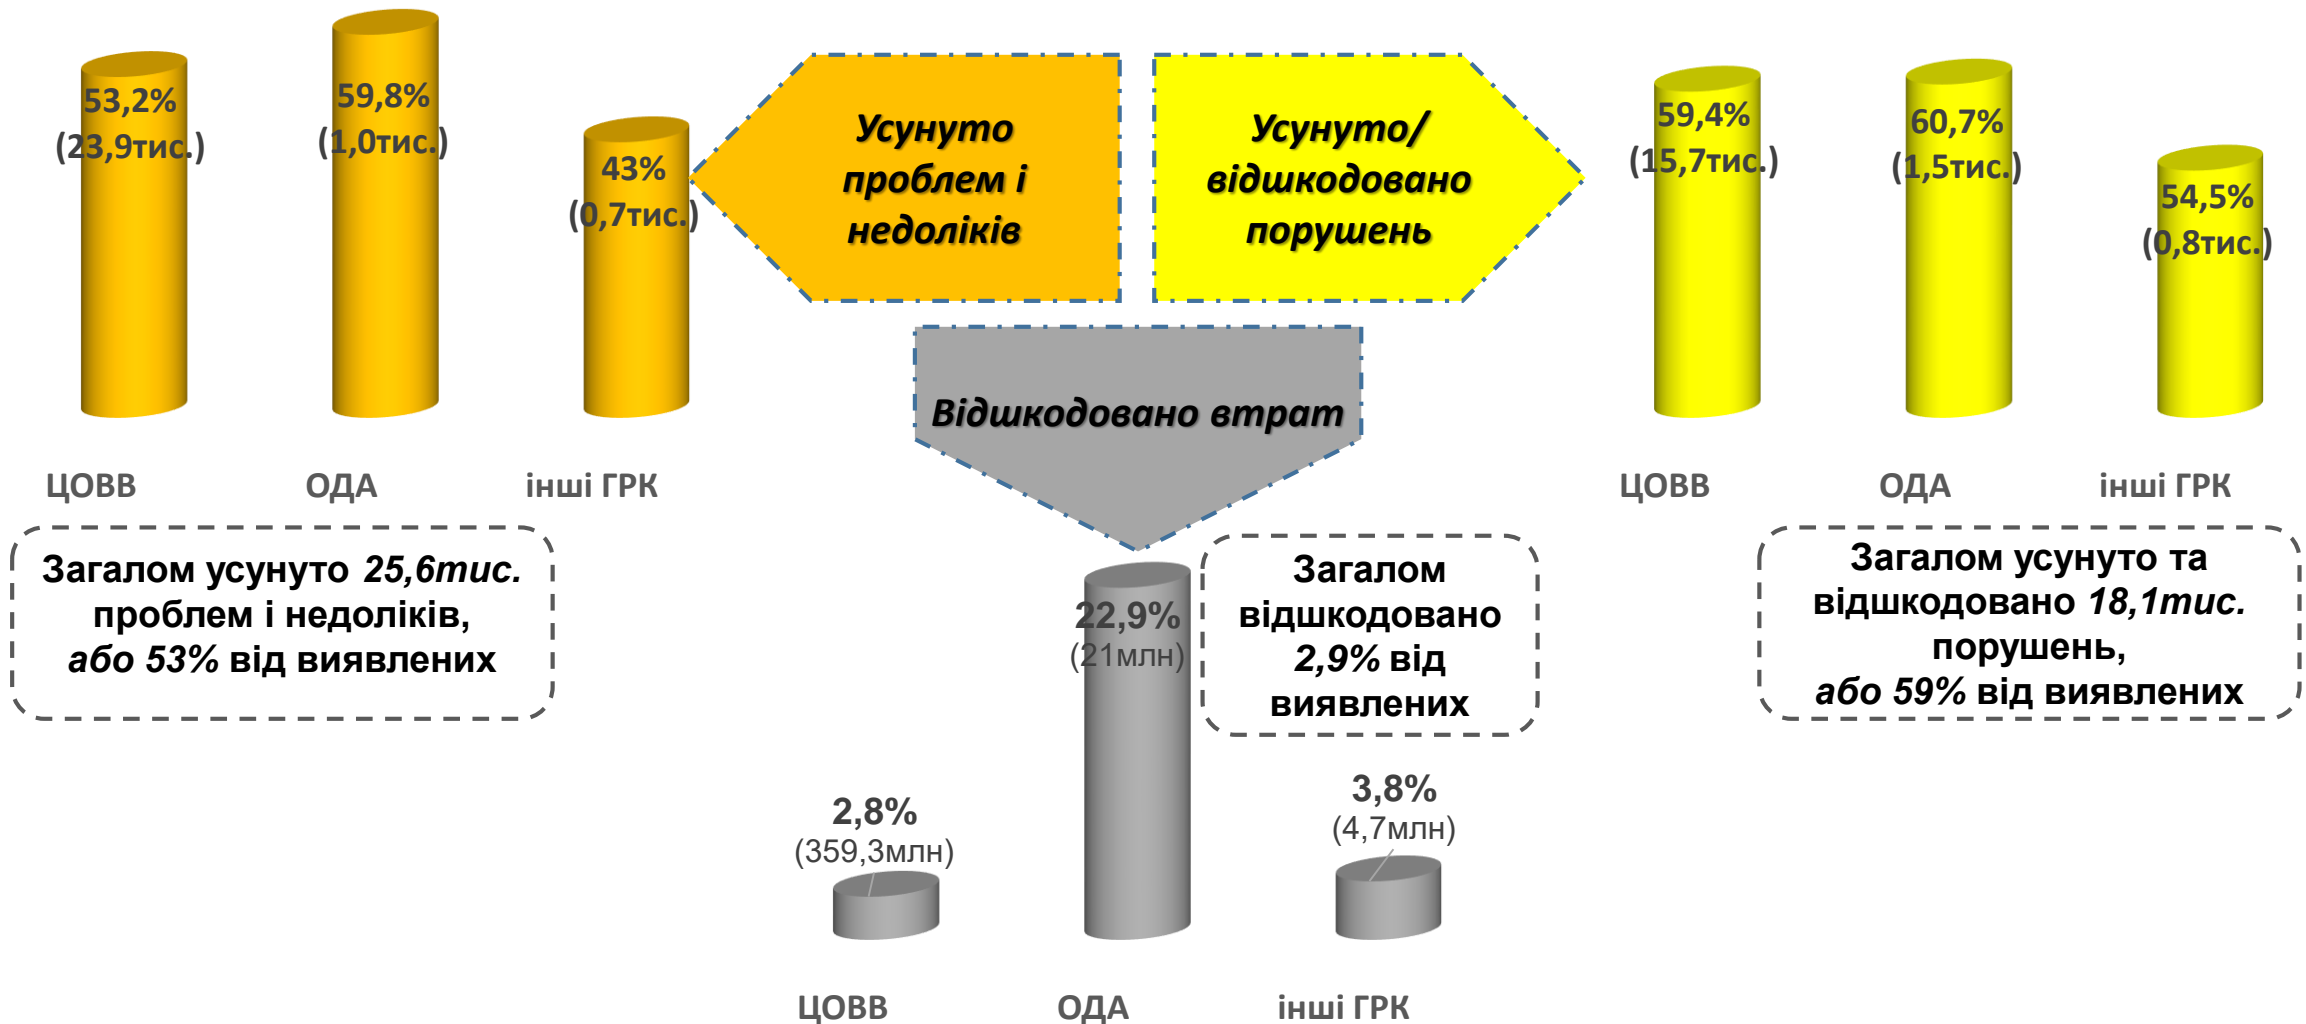 53,2%
(23,9тис.)
59,8%
(1,0тис.)
43%
(0,7тис.)
ЦОВВ
ОДА
інші ГРК
Усунуто
проблем і
недоліків
Усунуто/
відшкодовано
порушень
59,4%
(15,7тис.)
60,7%
(1,5тис.)
54,5%
(0,8тис.)
ЦОВВ
ОДА
інші ГРК
Відшкодовано втрат
Загалом усунуто 25,6тис.
проблем і недоліків,
або 53% від виявлених
Загалом
відшкодовано
2,9% від
виявлених
Загалом усунуто та
відшкодовано 18,1тис.
порушень,
або 59% від виявлених
2,8%
(359,3млн)
22,9%
(21млн)
3,8%
(4,7млн)
ЦОВВ
ОДА
інші ГРК